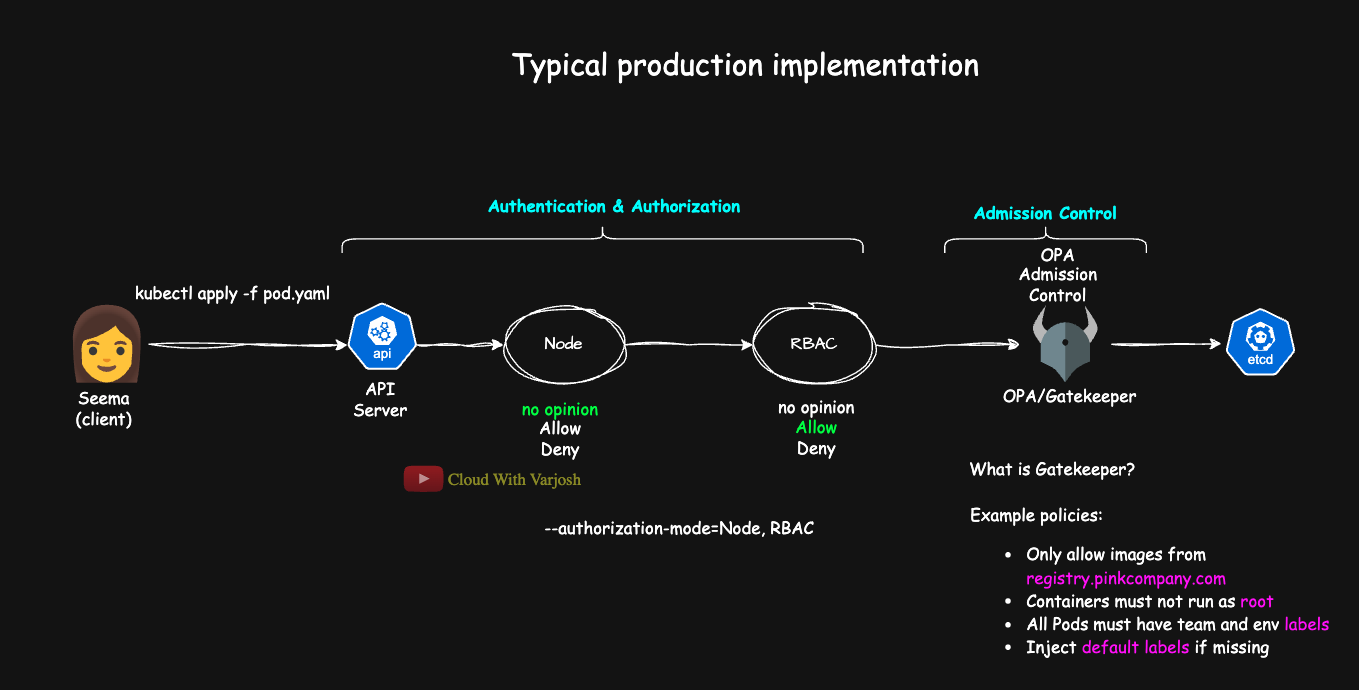 Typical production implementation
Authentication & Authorization
Admission Control
OPA
Admission
Control
kubectl apply -f pod.yaml
api
Node
RBAC
etcd
Seema
(client)
API
Server
OPA/Gatekeeper
no opinion
Allow
Deny
no opinion
Allow
Deny
Cloud With Varjosh
--authorization-mode=Node, RBAC
What is Gatekeeper?
Example policies:
• Only allow images from
registry.pinkcompany.com
• Containers must not run as root
• All Pods must have team and env labels
• Inject default labels if missing